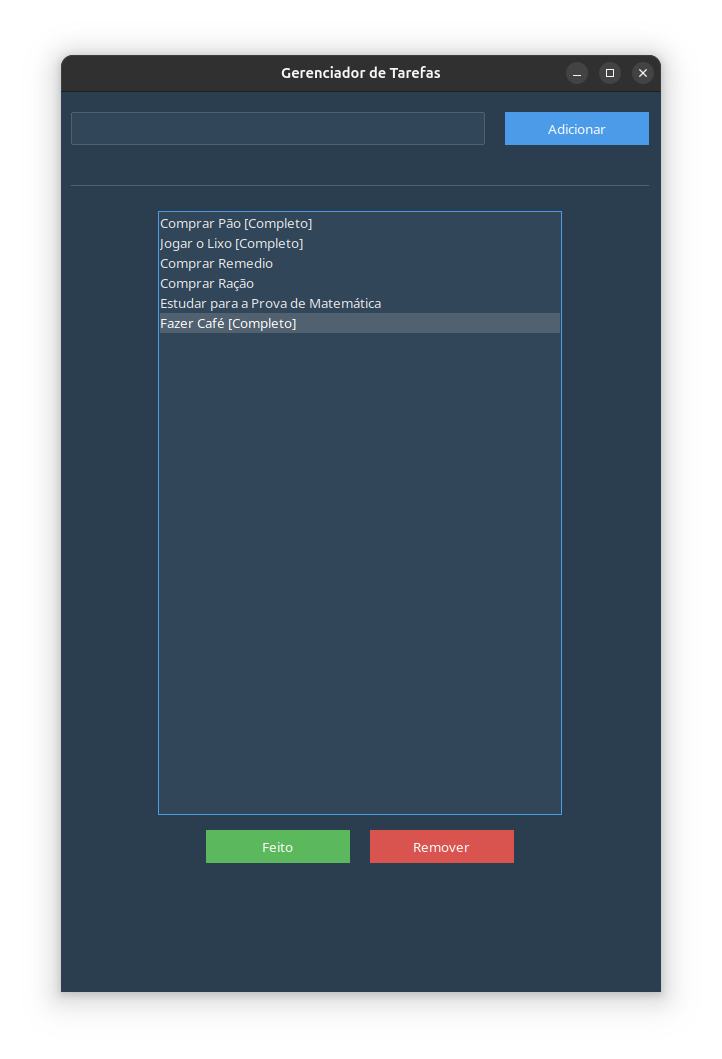 Gerenciador de Tarefas
Adicionar
Comprar Pão [Completo]
Jogar o Lixo [Completo]
Comprar Remedio
Comprar Ração
Estudar para a Prova de Matemática
Fazer Café [Completo]
Feito
Remover